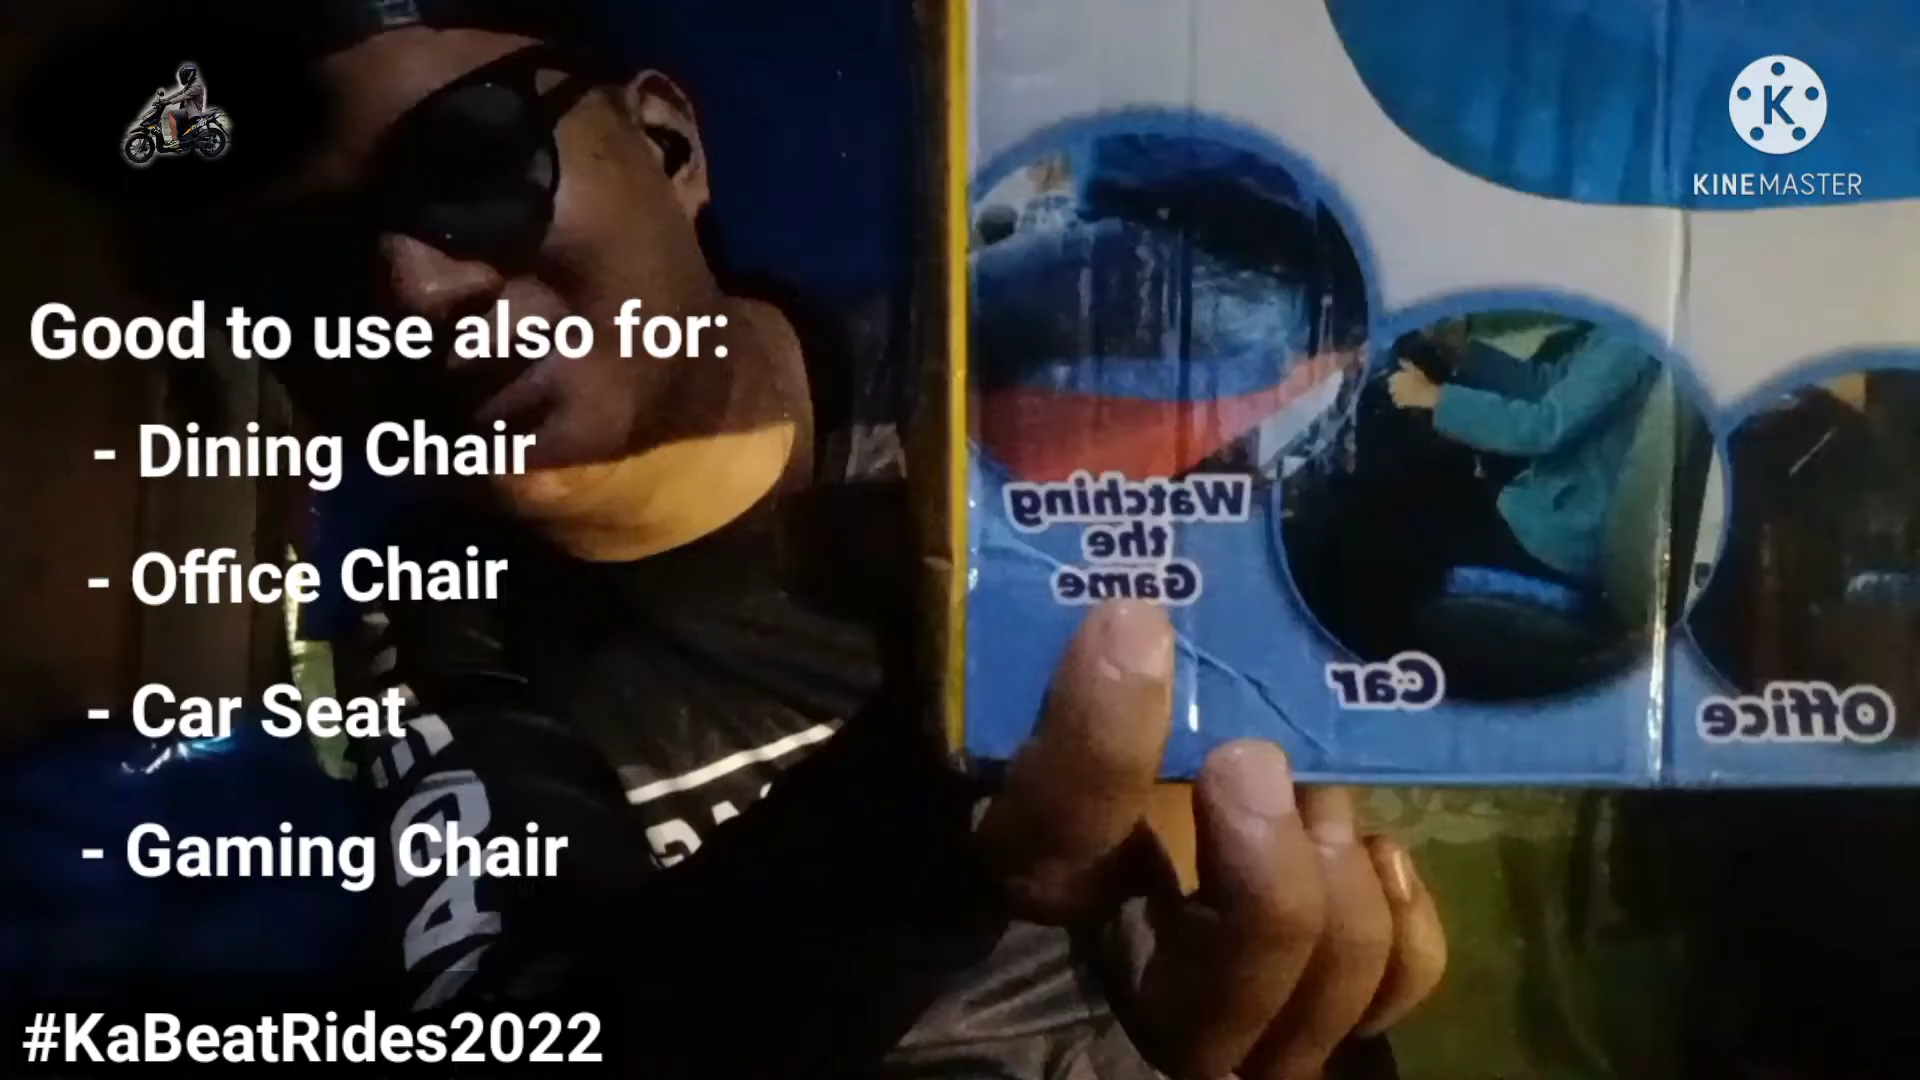 K
KINEMASTER
Good to use also for:
- Dining Chair
- Office Chair
- Car Seat
- Gaming Chair
Watching
the
Game
Car
Office
#KaBeatRides2022